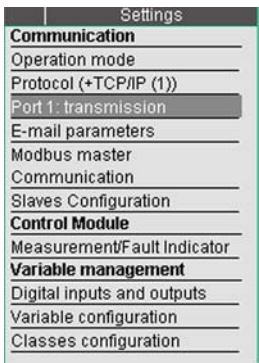 Settings
Communication
Operation mode
Protocol (+TCP/IP (1))
Port 1: transmission
E-mail parameters
Modbus master
Communication
Slaves Configuration
Control Module
Measurement/Fault Indicator
Variable management
Digital inputs and outputs
Variable configuration
Classes configuration